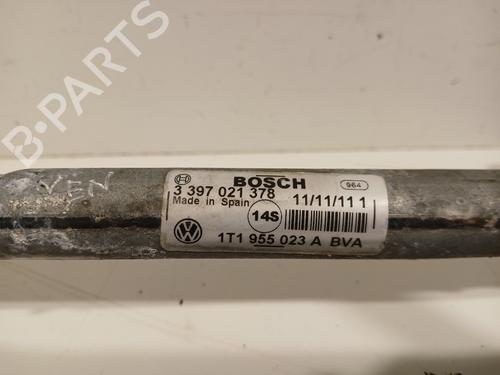 B-PARTS
VEN
BOSCH
964
3 397 021 378
Made in Spain
14S
11/11/11 1
1T1 955 023 A BVA